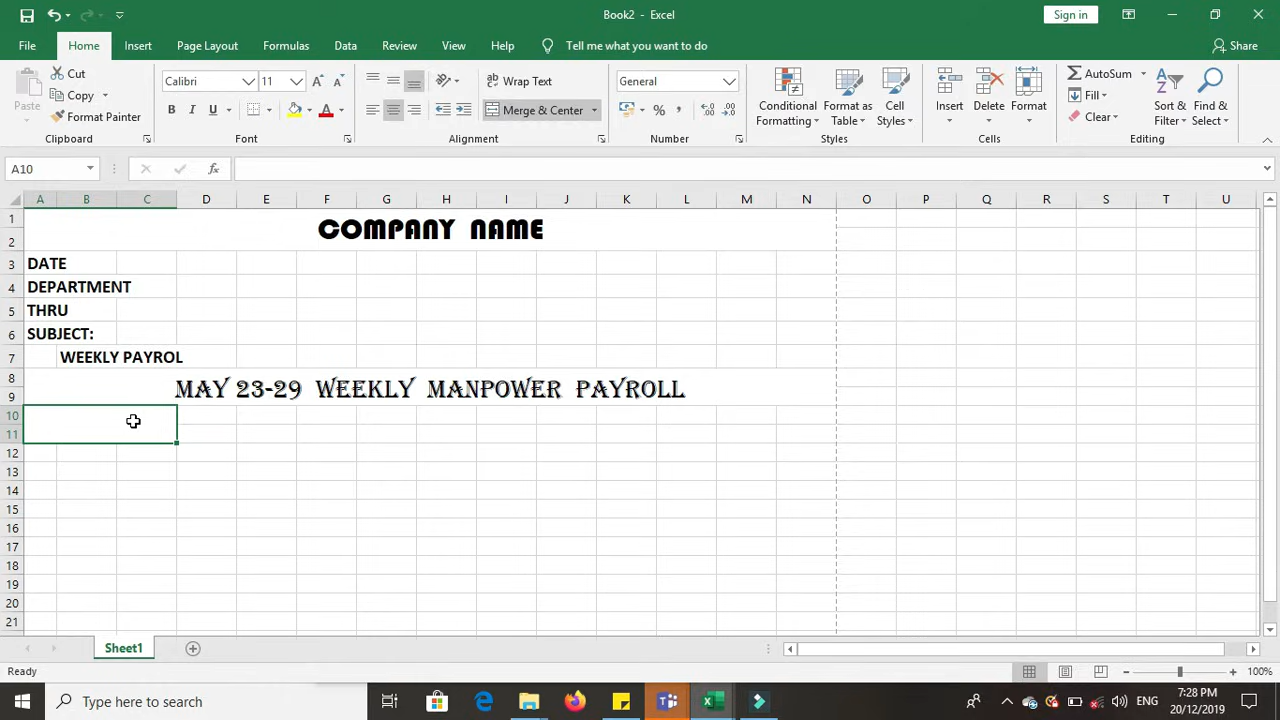 Book2 - Excel
Sign in
File Home Insert Page Layout Formulas Data Review View Help Tell me what you want to do Share
Paste
Cut
Copy
Format Painter
Clipboard
Calibri 11
B I U
Font
Wrap Text
Merge & Center
Alignment
General
Number
Conditional Formatting
Format as Table
Cell Styles
Styles
Insert
Delete
Format
Cells
AutoSum
Fill
Clear
Sort & Filter
Find & Select
Editing
A10 fx
A B C D E F G H I J K L M N O P Q R S T U
1
COMPANY NAME
2
3 DATE
4 DEPARTMENT
5 THRU
6 SUBJECT:
7 WEEKLY PAYROL
8
MAY 23-29 WEEKLY MANPOWER PAYROLL
9
10
11
12
13
14
15
16
17
18
19
20
21
Sheet1
Ready 100%
Type here to search
ENG
7:28 PM
20/12/2019